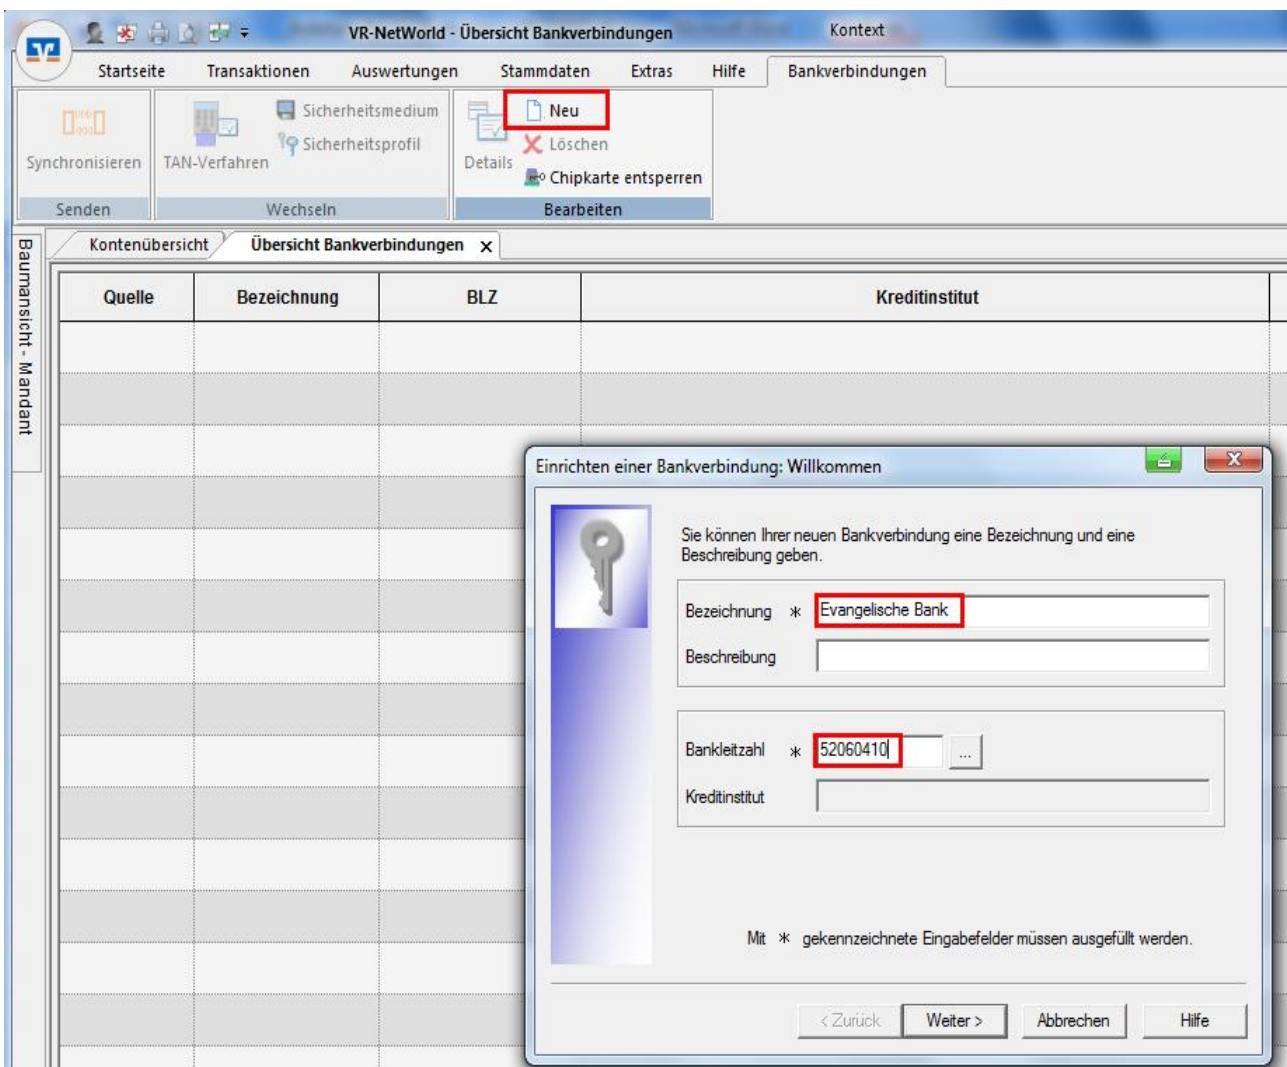 VR-NetWorld - Übersicht Bankverbindungen
Kontext
Startseite Transaktionen Auswertungen Stammdaten Extras Hilfe Bankverbindungen
Synchronisieren
Senden
TAN-Verfahren
Sicherheitsmedium
Sicherheitsprofil
Wechseln
Details
Neu
Löschen
Chipkarte entsperren
Bearbeiten
Baumansicht - Mandant
Kontenübersicht Übersicht Bankverbindungen x
Quelle Bezeichnung BLZ Kreditinstitut
Einrichten einer Bankverbindung: Willkommen
Sie können Ihrer neuen Bankverbindung eine Bezeichnung und eine
Beschreibung geben.
Bezeichnung * Evangelische Bank
Beschreibung
Bankleitzahl * 52060410 ...
Kreditinstitut
Mit * gekennzeichnete Eingabefelder müssen ausgefüllt werden.
< Zurück Weiter > Abbrechen Hilfe